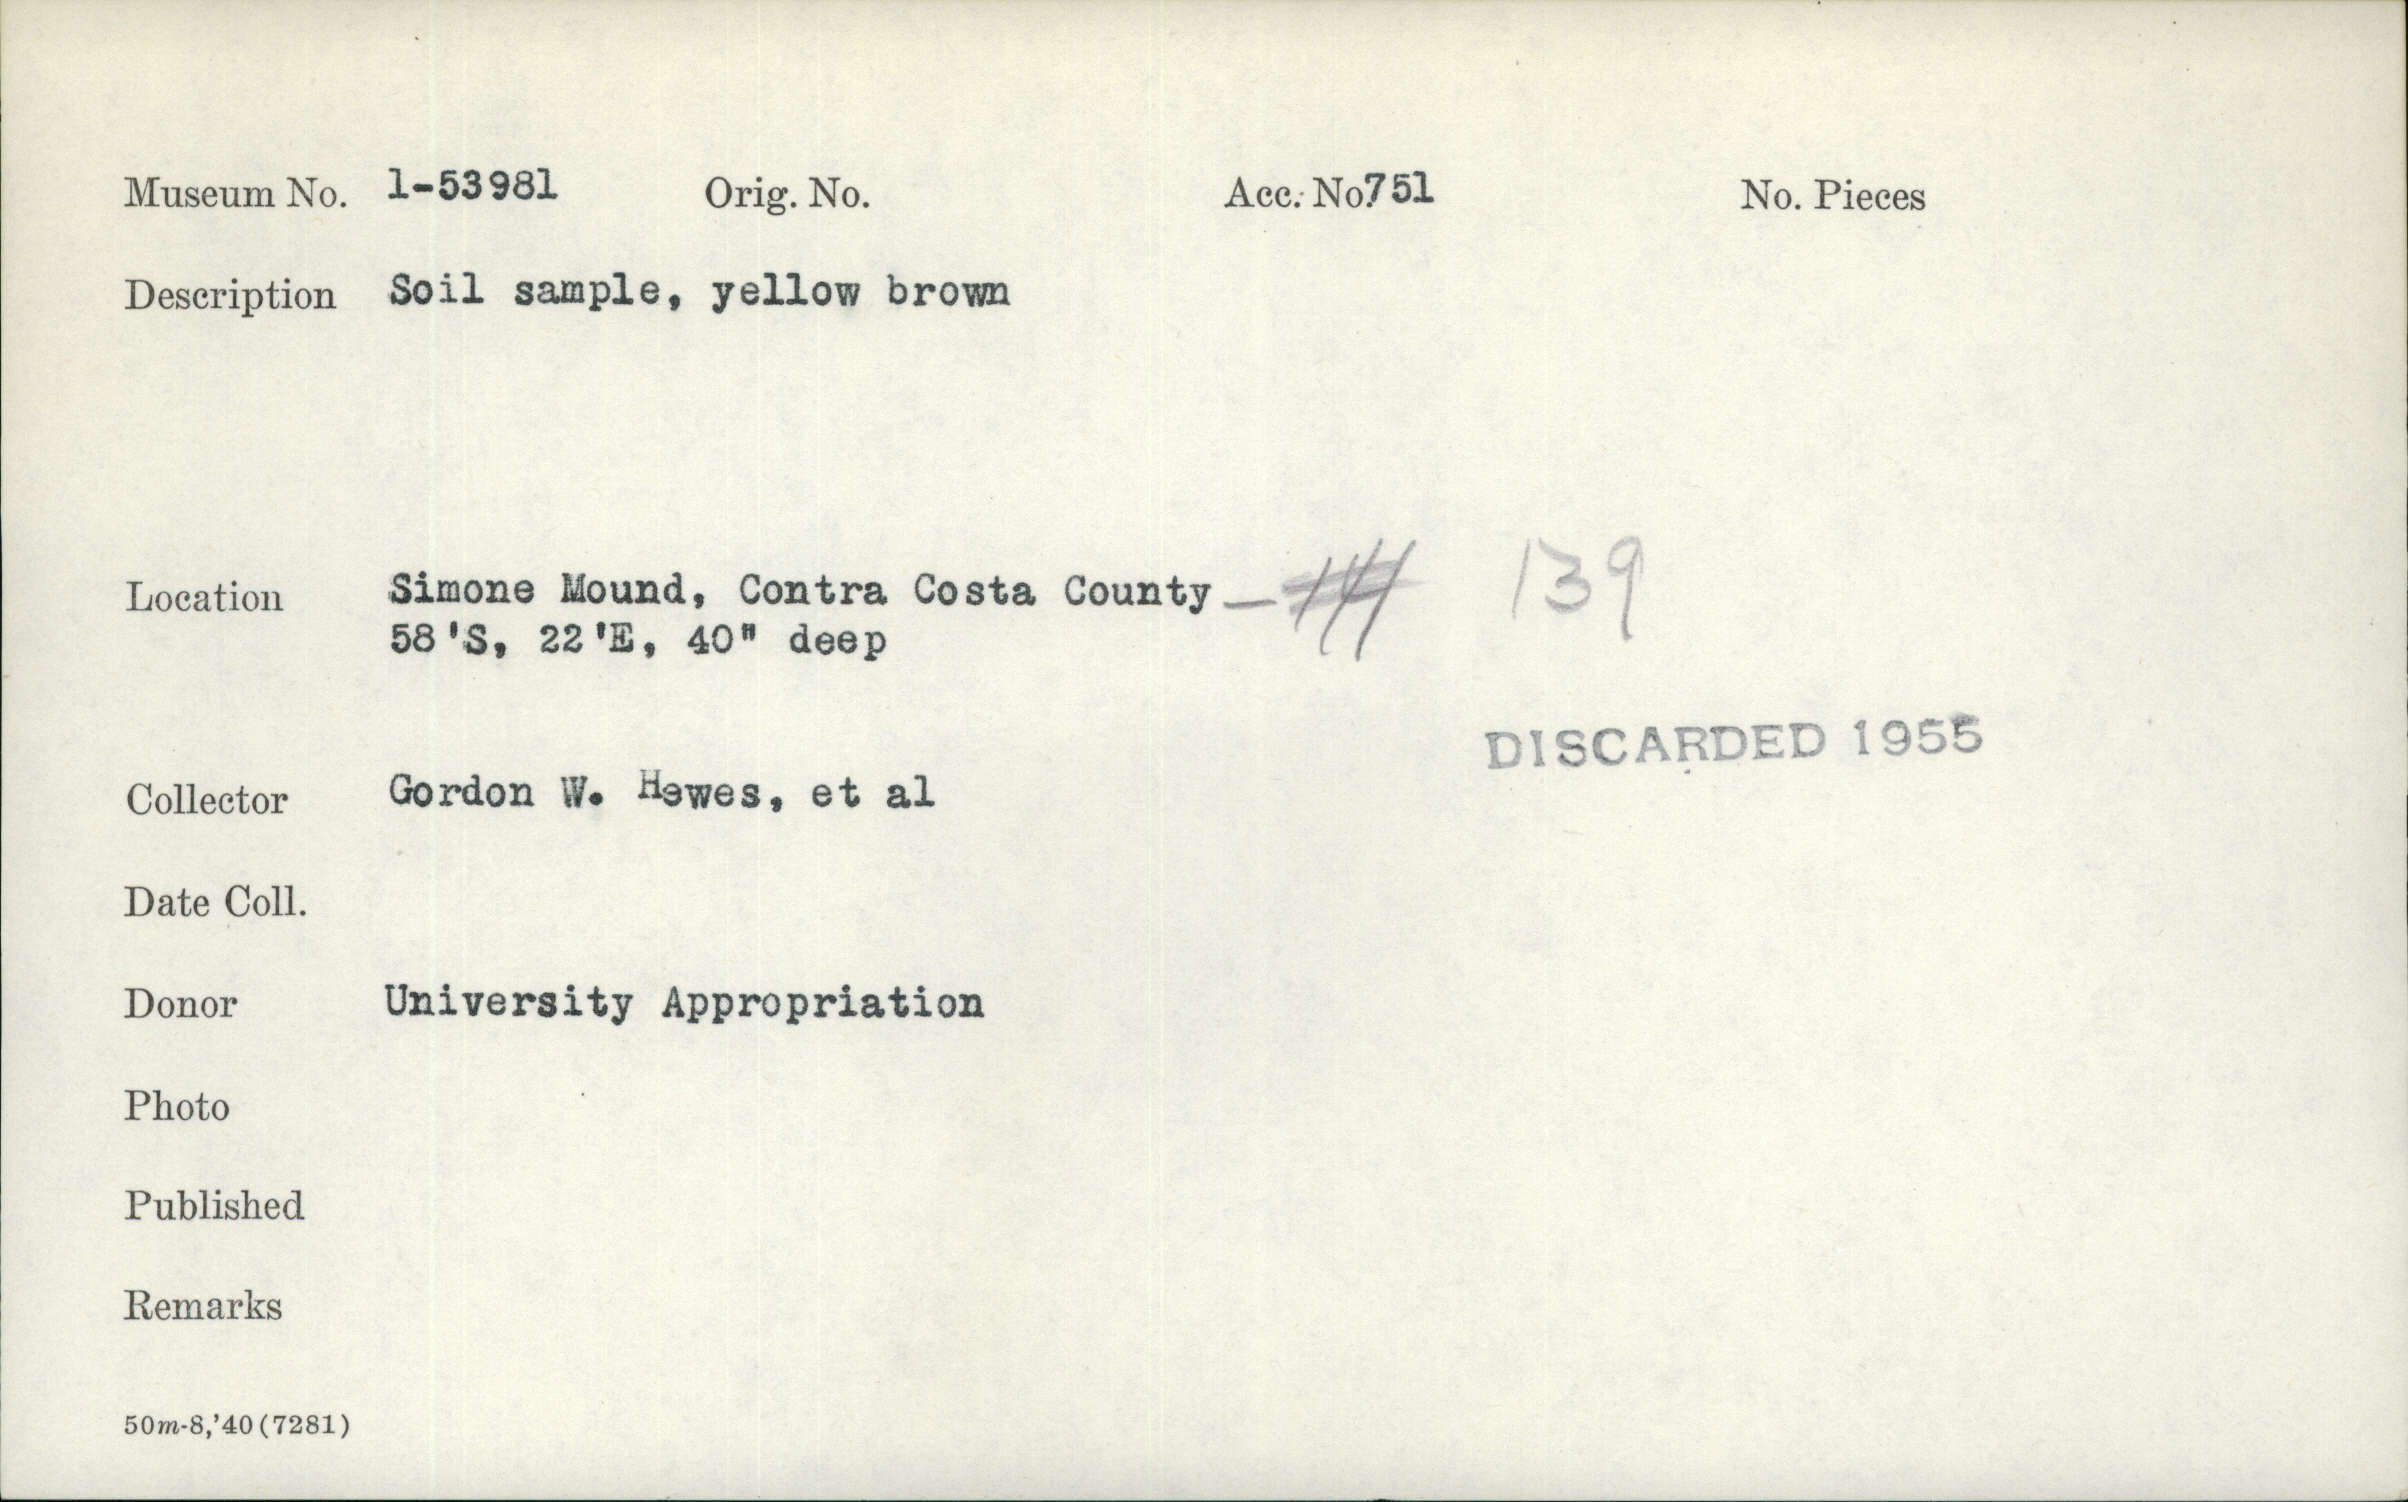 Museum No. 1-53981 Orig. No. Acc. No. 751 No. Pieces
Description Soil sample, yellow brown
Location Simone Mound, Contra Costa County — 139
58'S, 22'E, 40" deep
DISCARDED 1955
Collector Gordon W. Hewes, et al
Date Coll.
Donor University Appropriation
Photo
Published
Remarks
50m-8,'40(7281)